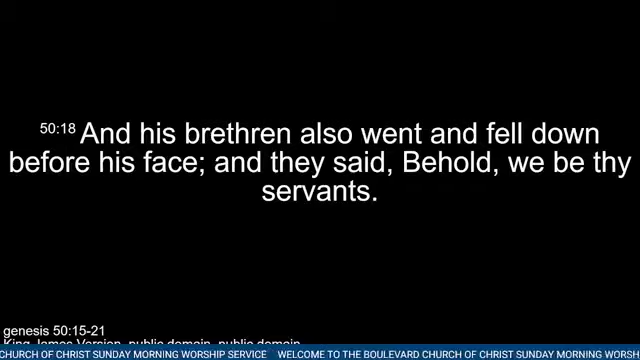 50:18 And his brethren also went and fell down
before his face; and they said, Behold, we be thy
servants.
genesis 50:15-21
King James Version, public domain, public domain
CHURCH OF CHRIST SUNDAY MORNING WORSHIP SERVICE WELCOME TO THE BOULEVARD CHURCH OF CHRIST SUNDAY MORNING WORSH